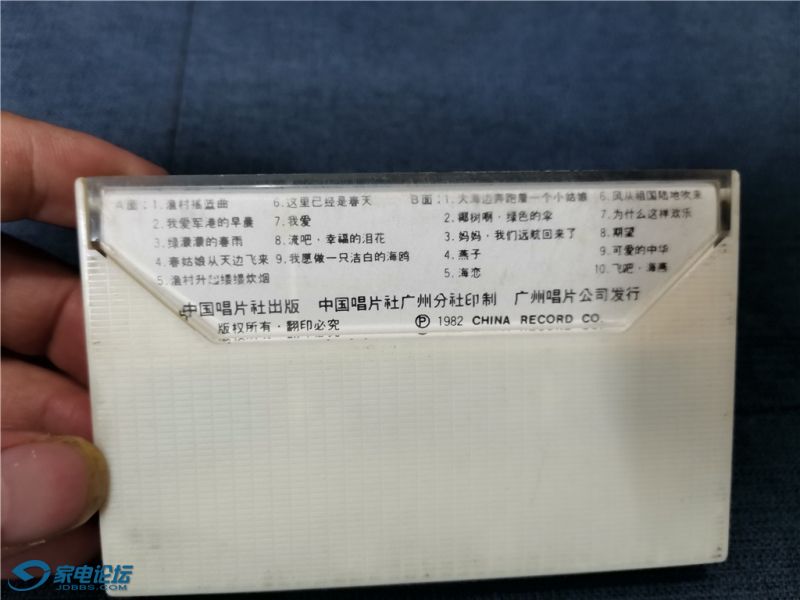 A面：1.渔村摇篮曲 6.这里已经是春天
2.我爱军港的早晨 7.我爱
3.绿濛濛的春雨 8.流吧·幸福的泪花
4.春姑娘从天边飞来 9.我愿做一只洁白的海鸥
5.渔村升起缕缕炊烟
B面：1.大海边奔跑着一个小姑娘 6.风从祖国陆地吹来
2.椰树啊·绿色的伞 7.为什么这样欢乐
3.妈妈·我们远航回来了 8.期望
4.燕子 9.可爱的中华
5.海恋 10.飞吧·海燕
中国唱片社出版 中国唱片社广州分社印制 广州唱片公司发行
版权所有·翻印必究 Ⓟ 1982 CHINA RECORD CO.
家电论坛
JDBBS.COM